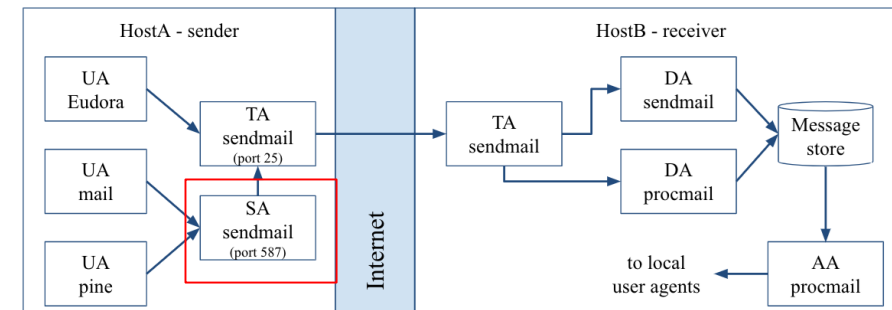 HostA - sender
HostB - receiver
UA
Eudora
UA
mail
UA
pine
TA
sendmail
(port 25)
SA
sendmail
(port 587)
Internet
TA
sendmail
DA
sendmail
DA
procmail
Message
store
AA
procmail
to local
user agents